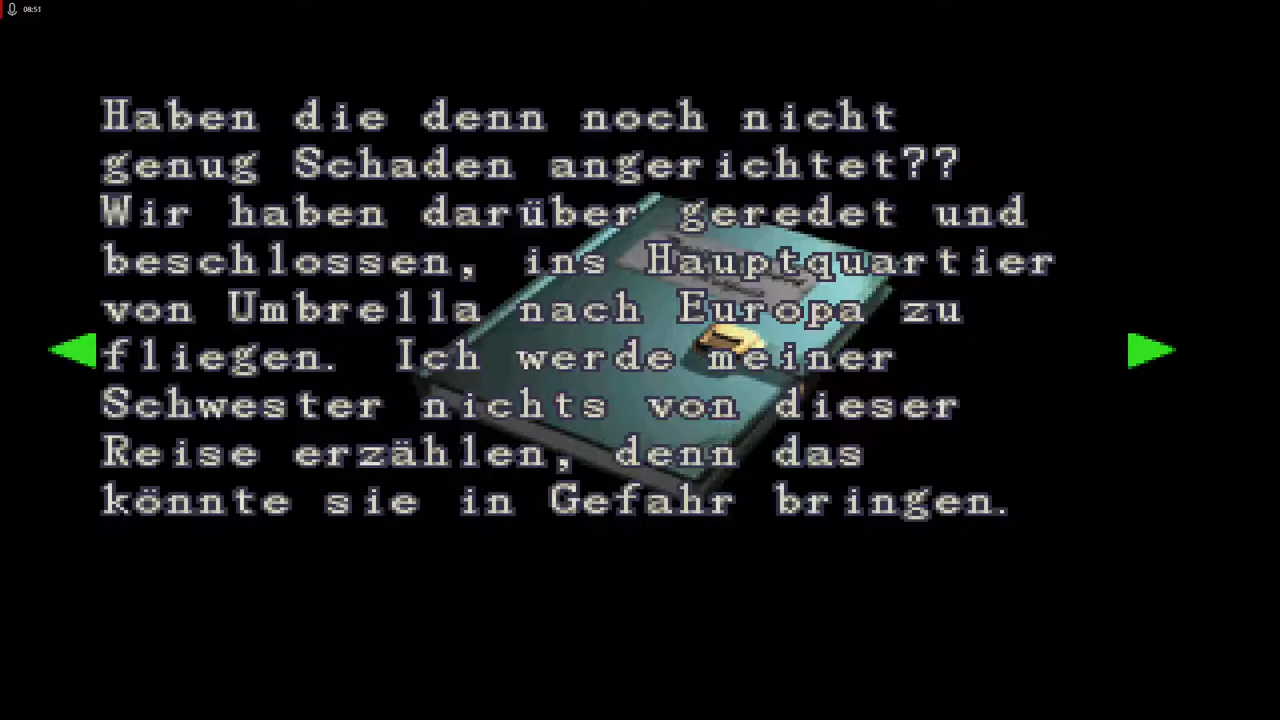 08:51
Haben die denn noch nicht
genug Schaden angerichtet??
Wir haben darüber geredet und
beschlossen, ins Hauptquartier
von Umbrella nach Europa zu
fliegen. Ich werde meiner
Schwester nichts von dieser
Reise erzählen, denn das
könnte sie in Gefahr bringen.